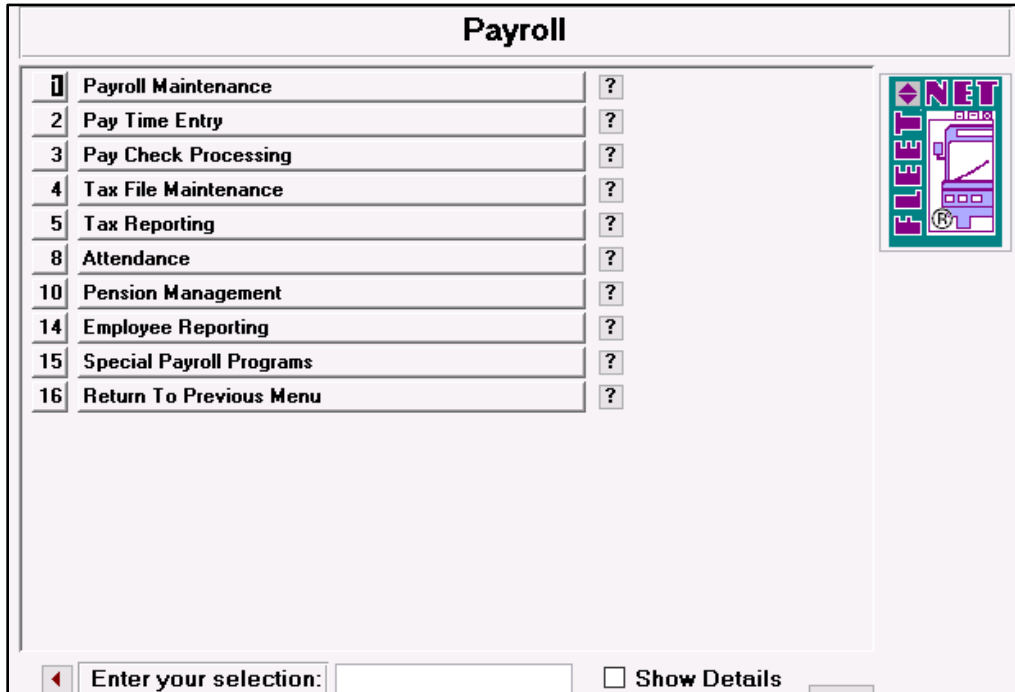 Payroll
1 Payroll Maintenance ?
2 Pay Time Entry ?
3 Pay Check Processing ?
4 Tax File Maintenance ?
5 Tax Reporting ?
8 Attendance ?
10 Pension Management ?
14 Employee Reporting ?
15 Special Payroll Programs ?
16 Return To Previous Menu ?
FLEET NET
®
Enter your selection: Show Details